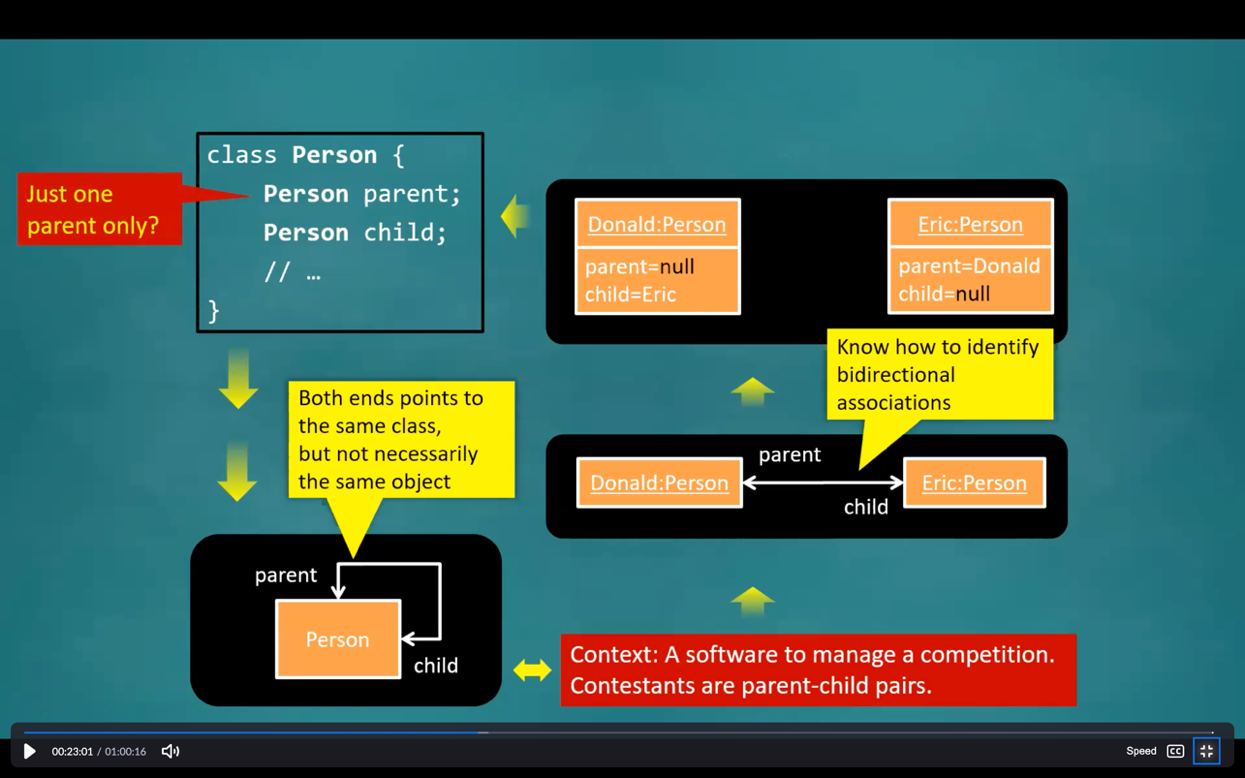 class Person {
Person parent;
Person child;
// …
}
Just one
parent only?
Donald:Person
parent=null
child=Eric
Eric:Person
parent=Donald
child=null
Know how to identify
bidirectional
associations
Both ends points to
the same class,
but not necessarily
the same object
Donald:Person
parent
child
Eric:Person
parent
Person
child
Context: A software to manage a competition.
Contestants are parent-child pairs.
00:23:01 / 01:00:16
Speed
CC